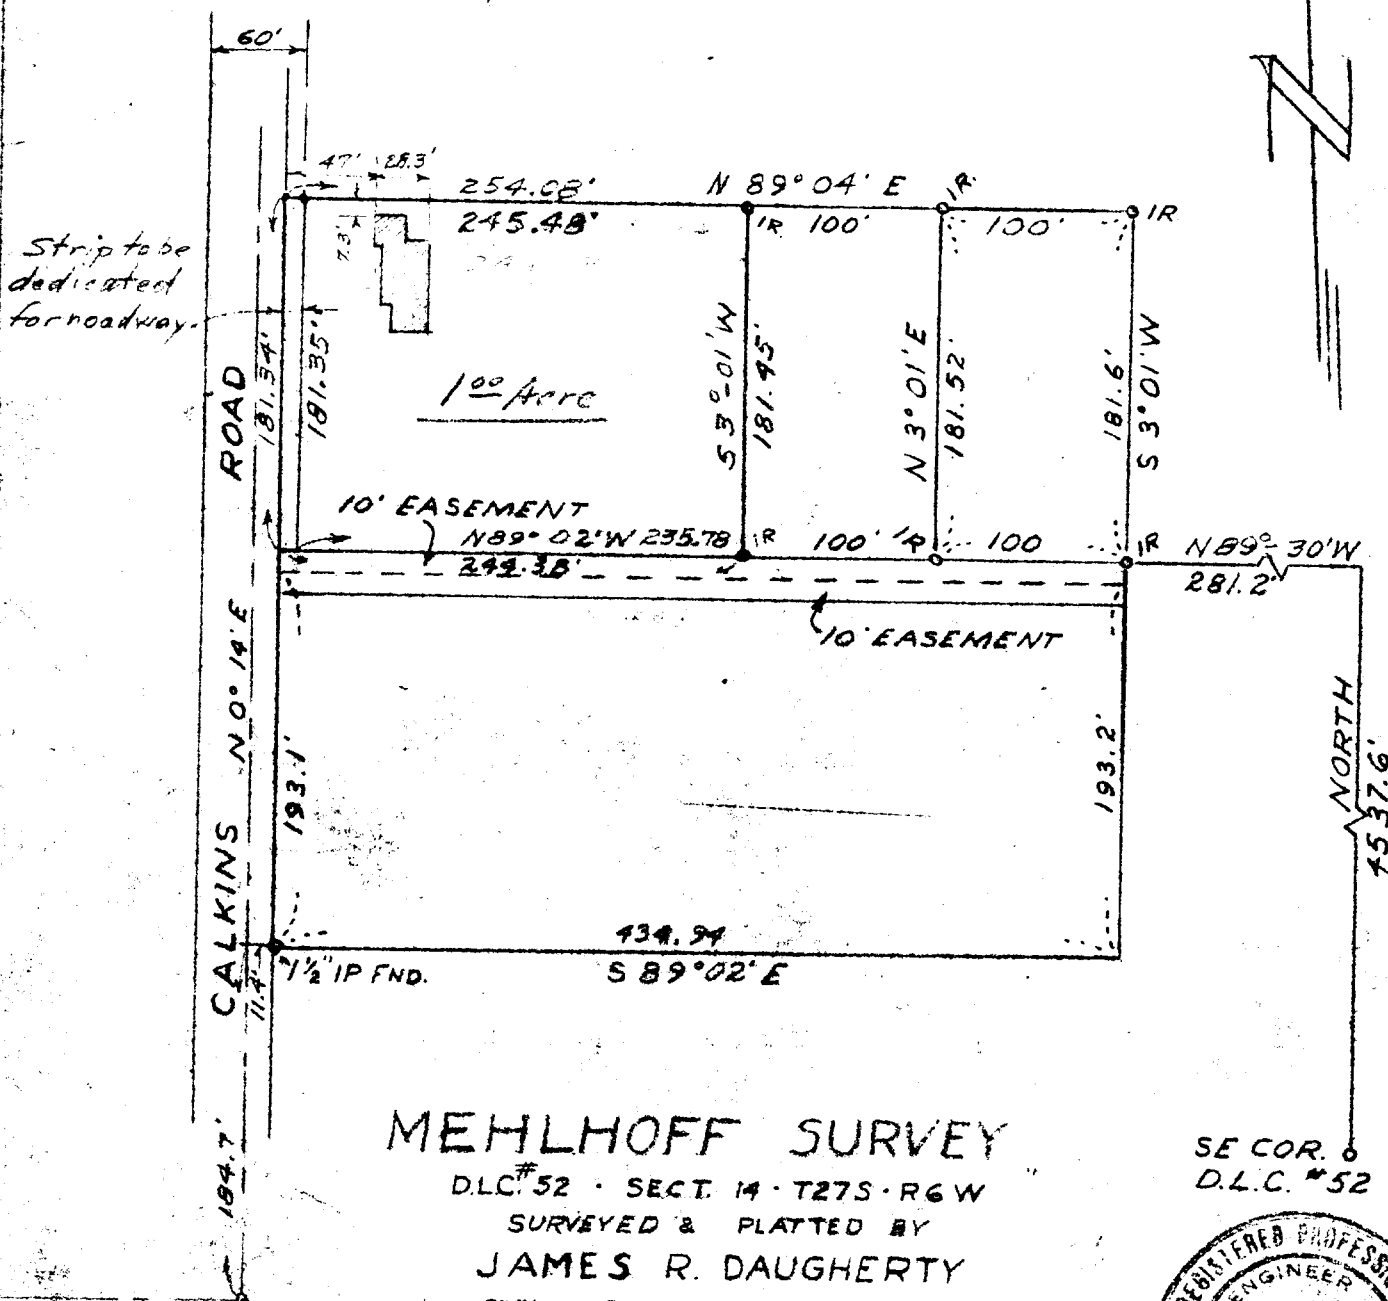 60'
47' 28.3'
254.08' N 89° 04' E I.R.
245.48' IR 100' 100' IR
73'
Strip to be
dedicated
for roadway.
181.34'
181.35'
1.00 Acre
S 3°-01' W
181.45'
N 3° 01' E
181.52'
181.6'
S 3° 01' W
10' EASEMENT
N89° 02' W 235.78 IR 100' IR 100 IR N 89° 30' W
244.38' 281.2'
10' EASEMENT
CALKINS N 0° 14' E ROAD
193.1'
193.2'
NORTH
4537.6'
434.94
S 89° 02' E
1½" IP FND.
11.4'
184.7'
MEHLHOFF SURVEY
D.L.C. #52 · SECT. 14 · T27S · R6W
SURVEYED & PLATTED BY
JAMES R. DAUGHERTY
SE COR.
D.L.C. #52
REGISTERED
ENGINEER